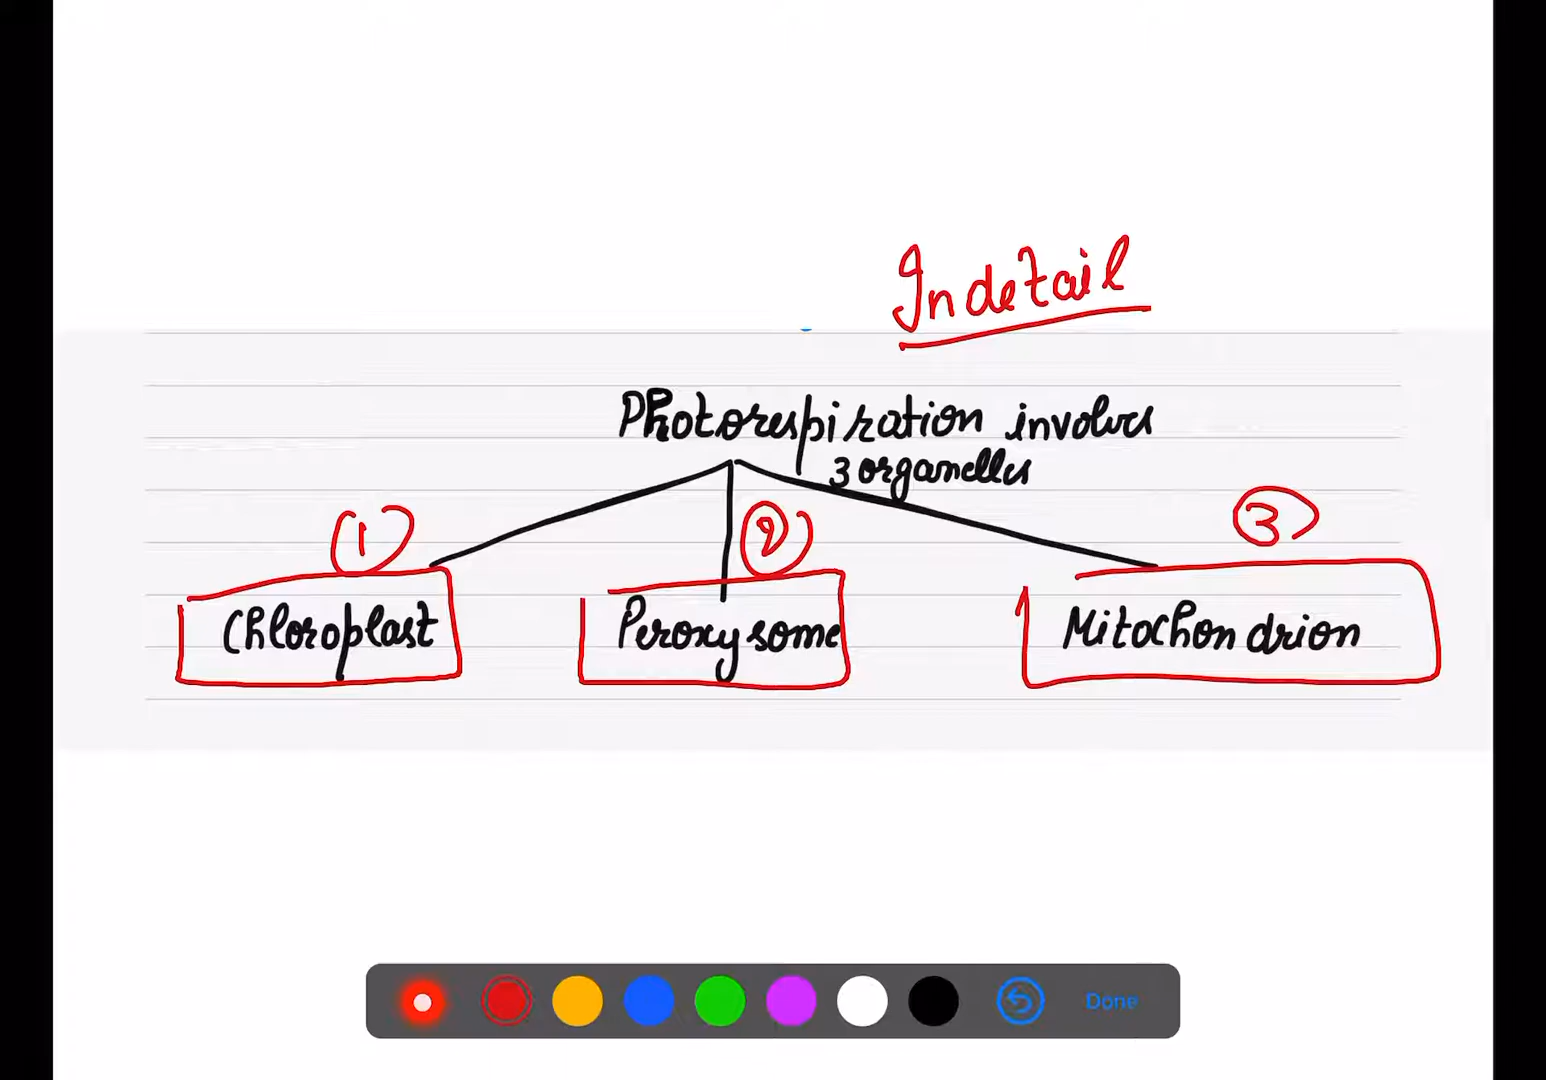 Indetail
Photorespiration involves
3 organelles
1
2
3
Chloroplast
Peroxysome
Mitochondrion
Done